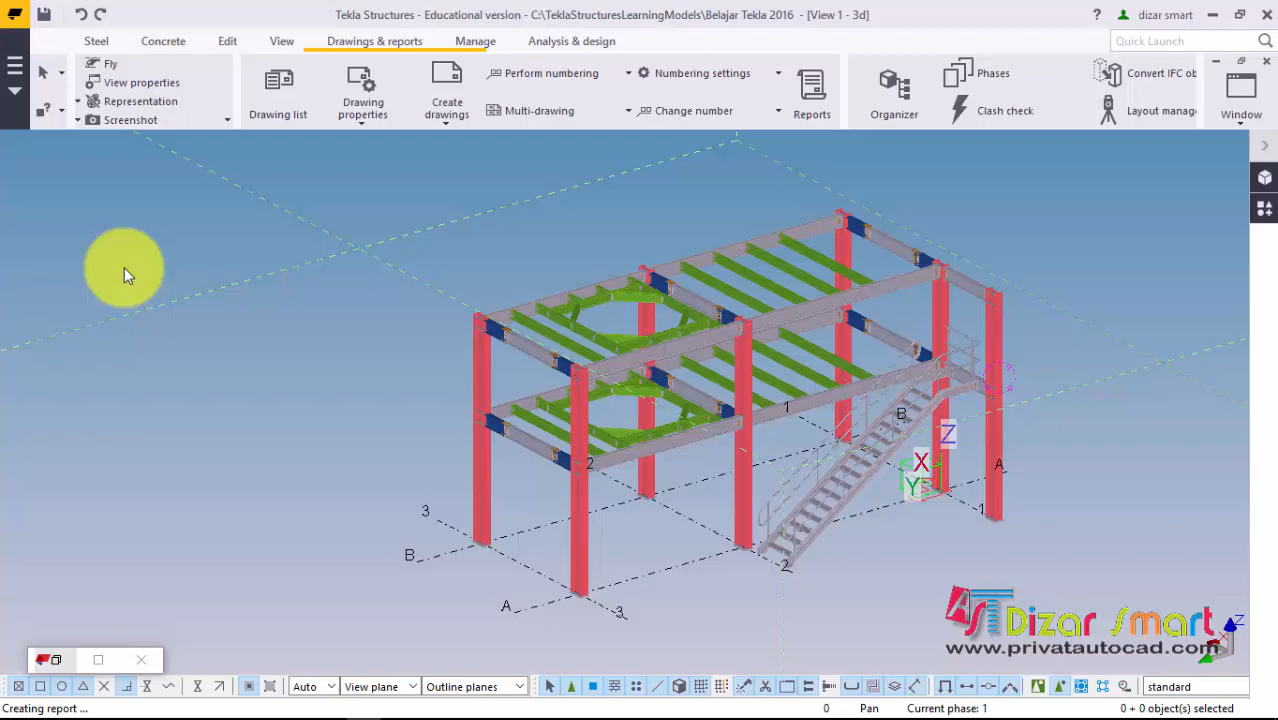 Tekla Structures - Educational version - C:\TeklaStructuresLearningModels\Belajar Tekla 2016 - [View 1 - 3d]
? dizar smart
Steel Concrete Edit View Drawings & reports Manage Analysis & design
Quick Launch
Fly
View properties
Representation
Screenshot
Drawing list
Drawing properties
Create drawings
Perform numbering
Multi-drawing
Numbering settings
Change number
Reports
Organizer
Phases
Clash check
Convert IFC ob
Layout manag
Window
1
B
2
Z
X
A
Y
3
1
B
2
A
3
Z
X
Dizar Smart
www.privatautocad.com
Auto View plane Outline planes standard
Creating report ... 0 Pan Current phase: 1 0 + 0 object(s) selected